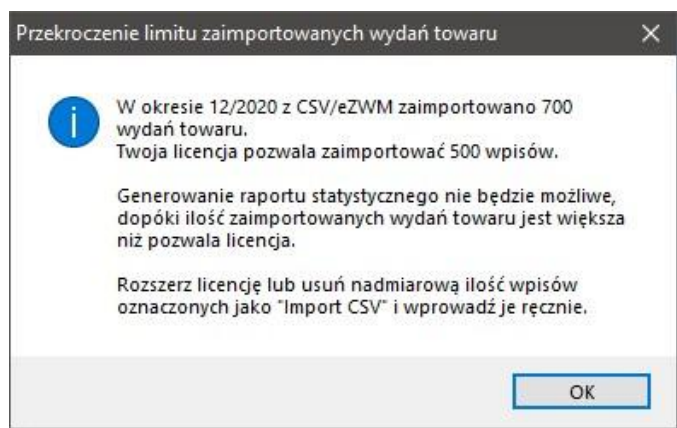 Przekroczenie limitu zaimportowanych wydań towaru
W okresie 12/2020 z CSV/eZWM zaimportowano 700
wydań towaru.
Twoja licencja pozwala zaimportować 500 wpisów.
Generowanie raportu statystycznego nie będzie możliwe,
dopóki ilość zaimportowanych wydań towaru jest większa
niż pozwala licencja.
Rozszerz licencję lub usuń nadmiarową ilość wpisów
oznaczonych jako "Import CSV" i wprowadź je ręcznie.
OK